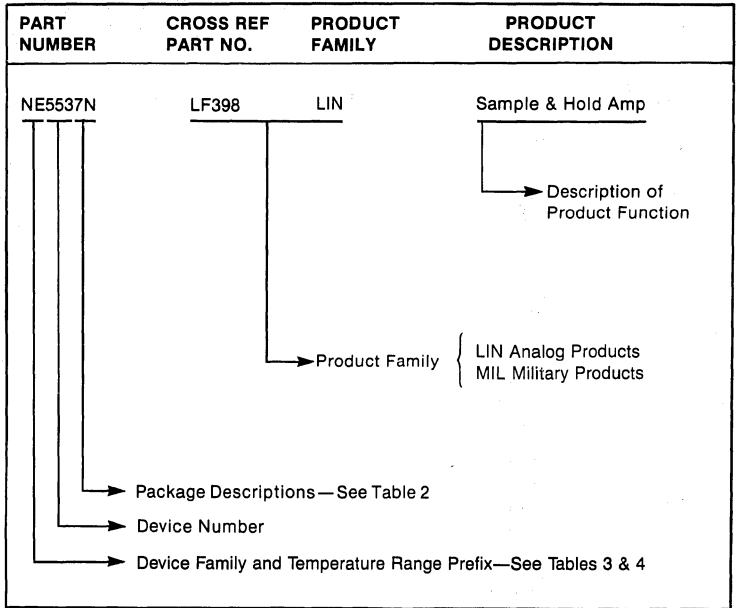 PART NUMBER
CROSS REF PART NO.
PRODUCT FAMILY
PRODUCT DESCRIPTION
NE5537N
LF398
LIN
Sample & Hold Amp
Description of
Product Function
Product Family
LIN Analog Products
MIL Military Products
Package Descriptions—See Table 2
Device Number
Device Family and Temperature Range Prefix—See Tables 3 & 4